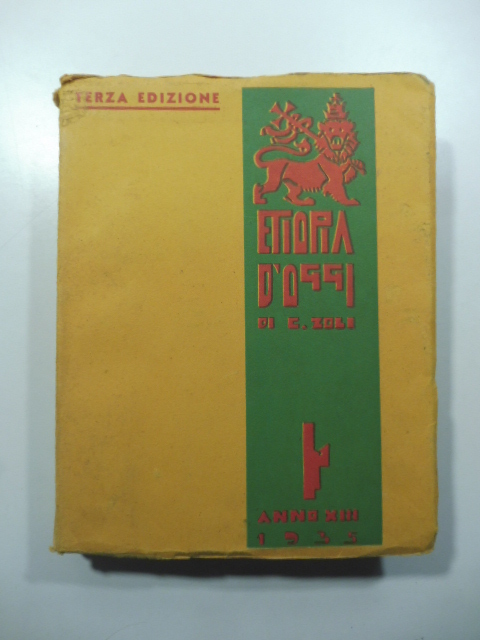 TERZA EDIZIONE
ETIOPIA
D'OGGI
DI C. ZOLI
ANNO XIII
1935